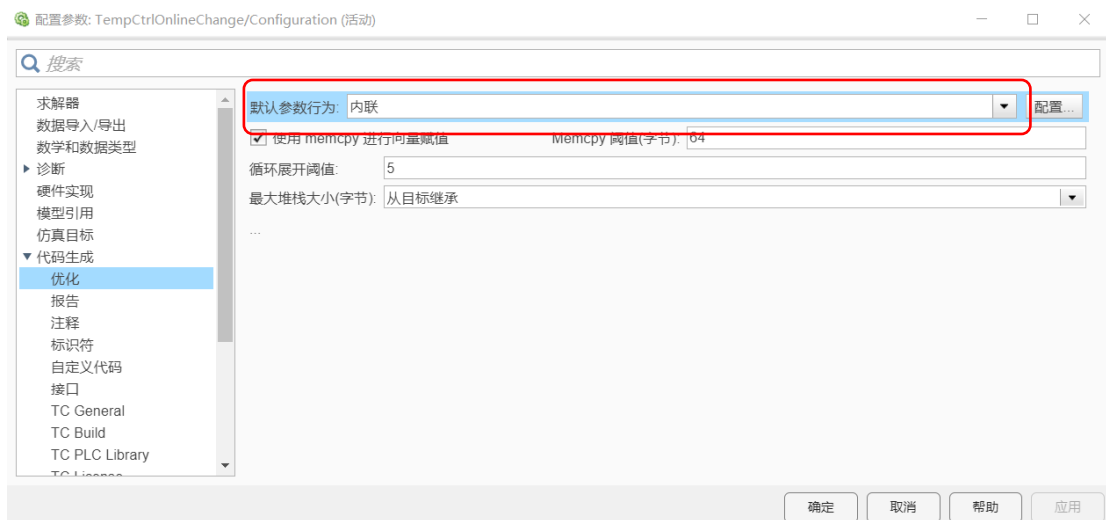 配置参数: TempCtrlOnlineChange/Configuration (活动)
搜索
求解器
数据导入/导出
数学和数据类型
诊断
硬件实现
模型引用
仿真目标
代码生成
优化
报告
注释
标识符
自定义代码
接口
TC General
TC Build
TC PLC Library
TC License
默认参数行为: 内联 配置...
使用 memcpy 进行向量赋值 Memcpy 阈值(字节): 64
循环展开阈值: 5
最大堆栈大小(字节): 从目标继承
...
确定 取消 帮助 应用